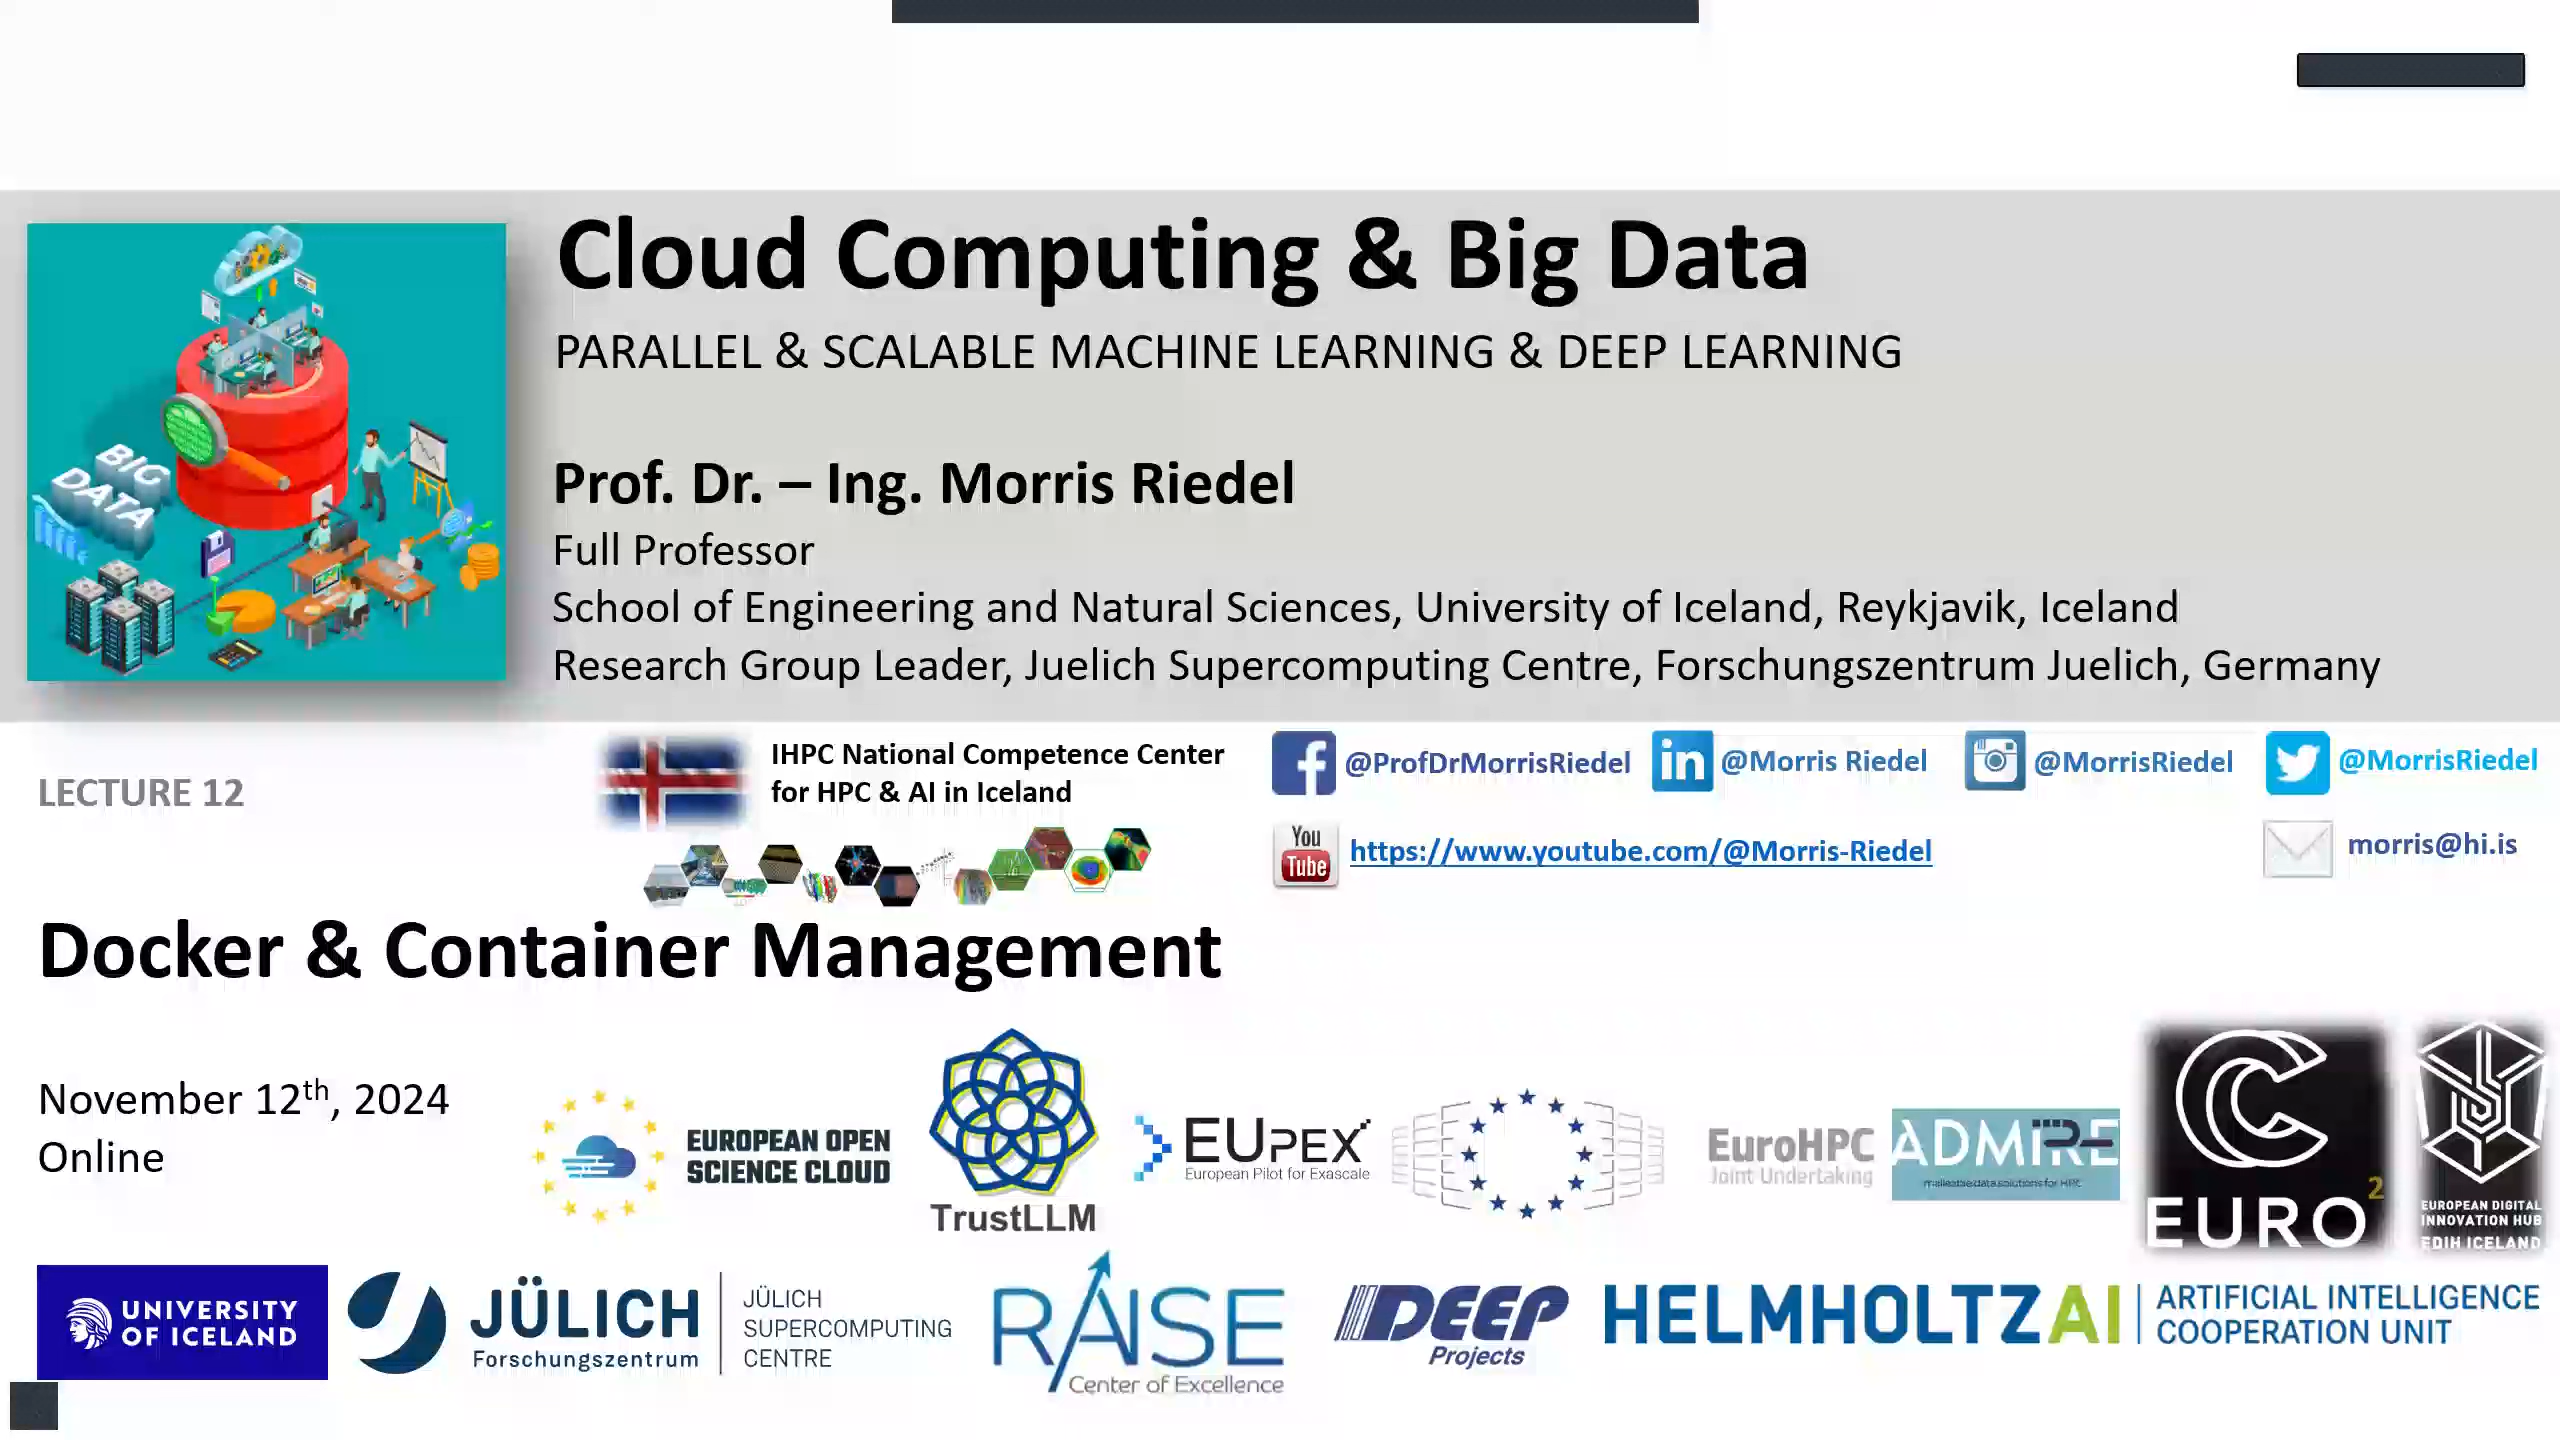 Cloud Computing & Big Data
PARALLEL & SCALABLE MACHINE LEARNING & DEEP LEARNING
BIG
DATA
Prof. Dr. – Ing. Morris Riedel
Full Professor
School of Engineering and Natural Sciences, University of Iceland, Reykjavik, Iceland
Research Group Leader, Juelich Supercomputing Centre, Forschungszentrum Juelich, Germany
LECTURE 12
IHPC National Competence Center
for HPC & AI in Iceland
@ProfDrMorrisRiedel
in @Morris Riedel
@MorrisRiedel
@MorrisRiedel
You
Tube
https://www.youtube.com/@Morris-Riedel
morris@hi.is
Docker & Container Management
November 12th, 2024
Online
EUROPEAN OPEN
SCIENCE CLOUD
TrustLLM
EUPEX
European Pilot for Exascale
EuroHPC
Joint Undertaking
ADMIRE
malleable data solutions for HPC
EURO
2
EUROPEAN DIGITAL
INNOVATION HUB
EDIH ICELAND
UNIVERSITY
OF ICELAND
JÜLICH
Forschungszentrum
JÜLICH
SUPERCOMPUTING
CENTRE
RAISE
Center of Excellence
DEEP
Projects
HELMHOLTZAI
ARTIFICIAL INTELLIGENCE
COOPERATION UNIT